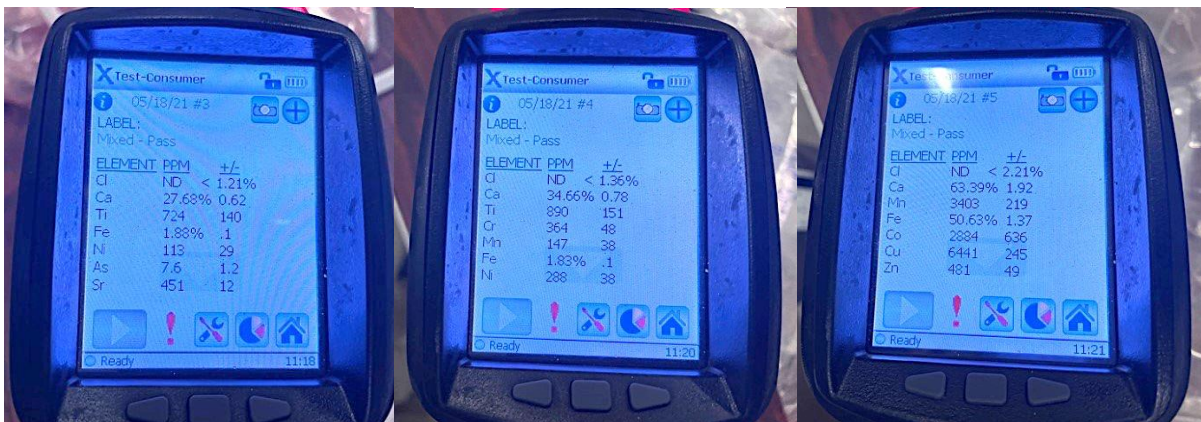 Test-Consumer
05/18/21 #3
LABEL:
Mixed - Pass
ELEMENT PPM +/-
Cl ND < 1.21%
Ca 27.68% 0.62
Ti 724 140
Fe 1.88% .1
Ni 113 29
As 7.6 1.2
Sr 451 12
Ready 11:18
Test-Consumer
05/18/21 #4
LABEL:
Mixed - Pass
ELEMENT PPM +/-
Cl ND < 1.36%
Ca 34.66% 0.78
Ti 890 151
Cr 364 48
Mn 147 38
Fe 1.83% .1
Ni 288 38
Ready 11:20
Test-Consumer
05/18/21 #5
LABEL:
Mixed - Pass
ELEMENT PPM +/-
Cl ND < 2.21%
Ca 63.39% 1.92
Mn 3403 219
Fe 50.63% 1.37
Co 2884 636
Cu 6441 245
Zn 481 49
Ready 11:21